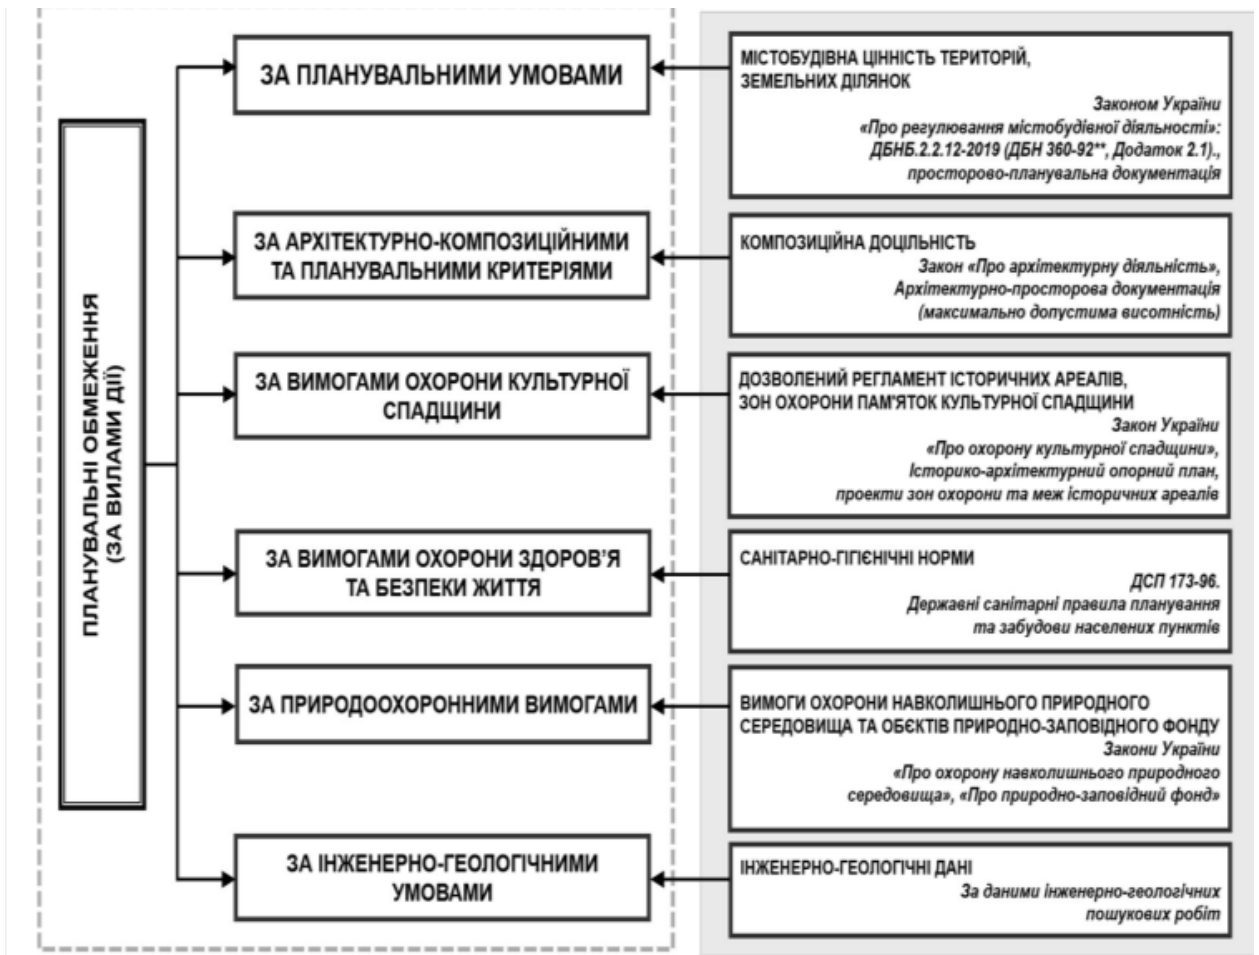 ПЛАНУВАЛЬНІ ОБМЕЖЕННЯ
(ЗА ВИЛАМИ ДІЇ)
ЗА ПЛАНУВАЛЬНИМИ УМОВАМИ
МІСТОБУДІВНА ЦІННІСТЬ ТЕРИТОРІЙ,
ЗЕМЕЛЬНИХ ДІЛЯНОК
Законом України
«Про регулювання містобудівної діяльності»:
ДБНБ.2.2.12-2019 (ДБН 360-92**, Додаток 2.1).,
просторово-планувальна документація
ЗА АРХІТЕКТУРНО-КОМПОЗИЦІЙНИМИ
ТА ПЛАНУВАЛЬНИМИ КРИТЕРІЯМИ
КОМПОЗИЦІЙНА ДОЦІЛЬНІСТЬ
Закон «Про архітектурну діяльність»,
Архітектурно-просторова документація
(максимально допустима висотність)
ЗА ВИМОГАМИ ОХОРОНИ КУЛЬТУРНОЇ
СПАДЩИНИ
ДОЗВОЛЕНИЙ РЕГЛАМЕНТ ІСТОРИЧНИХ АРЕАЛІВ,
ЗОН ОХОРОНИ ПАМ'ЯТОК КУЛЬТУРНОЇ СПАДЩИНИ
Закон України
«Про охорону культурної спадщини»,
Історико-архітектурний опорний план,
проекти зон охорони та меж історичних ареалів
ЗА ВИМОГАМИ ОХОРОНИ ЗДОРОВ'Я
ТА БЕЗПЕКИ ЖИТТЯ
САНІТАРНО-ГІГІЄНІЧНІ НОРМИ
ДСП 173-96.
Державні санітарні правила планування
та забудови населених пунктів
ЗА ПРИРОДООХОРОННИМИ ВИМОГАМИ
ВИМОГИ ОХОРОНИ НАВКОЛИШНЬОГО ПРИРОДНОГО
СЕРЕДОВИЩА ТА ОБЄКТІВ ПРИРОДНО-ЗАПОВІДНОГО ФОНДУ
Закони України
«Про охорону навколишнього природного
середовища», «Про природно-заповідний фонд»
ЗА ІНЖЕНЕРНО-ГЕОЛОГІЧНИМИ
УМОВАМИ
ІНЖЕНЕРНО-ГЕОЛОГІЧНІ ДАНІ
За даними інженерно-геологічних
пошукових робіт